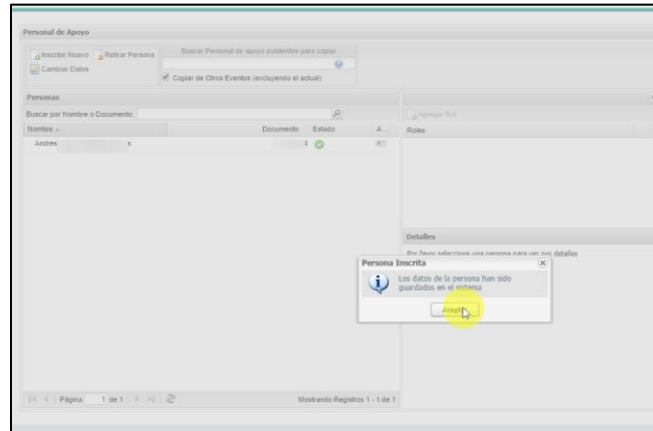 Personal de Apoyo
Inscribir Nuevo Retirar Persona
Cambiar Datos
Buscar Personal de apoyo existentes para copiar
Copiar de Otros Eventos (excluyendo el actual)
Personas
Buscar por Nombre o Documento:
Nombre Documento Estado A...
Andres s
Agregar Rol
Roles
Detalles
Por favor seleccione una persona para ver sus detalles
Persona Inscrita
Los datos de la persona han sido
guardados en el sistema
Aceptar
Página 1 de 1
Mostrando Registros 1 - 1 de 1